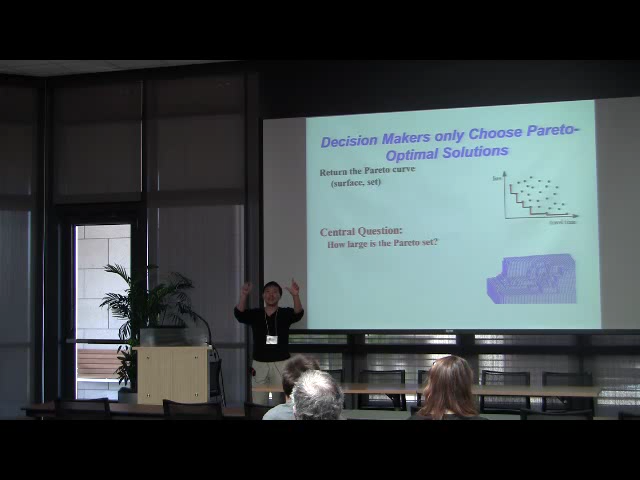 Decision Makers only Choose Pareto-
Optimal Solutions
Return the Pareto curve
(surface, set)
Central Question:
How large is the Pareto set?